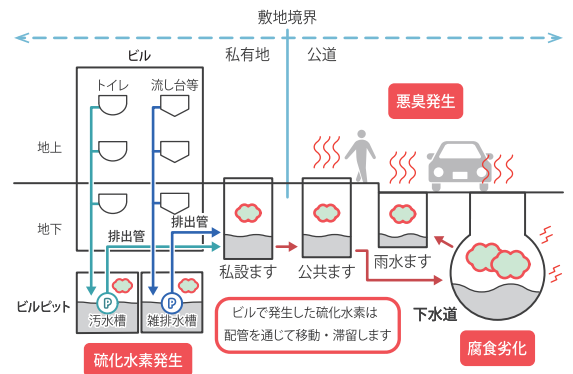 敷地境界
ビル
私有地
公道
トイレ
流し台等
悪臭発生
地上
地下
排出管
排出管
私設ます
公共ます
雨水ます
ビルピット
P
P
汚水槽
雑排水槽
下水道
ビルで発生した硫化水素は
配管を通じて移動・滞留します
硫化水素発生
腐食劣化